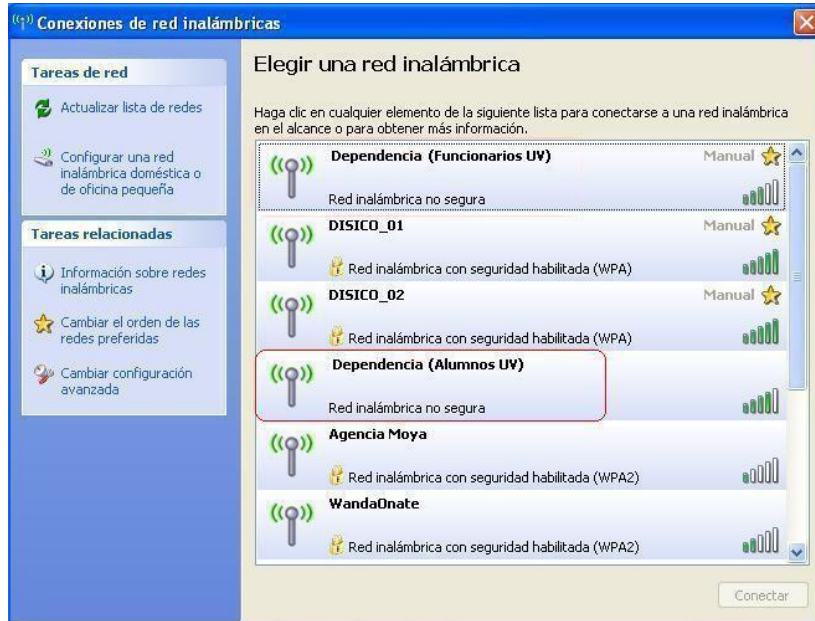 Conexiones de red inalámbricas
Tareas de red
Actualizar lista de redes
Configurar una red
inalámbrica doméstica o
de oficina pequeña
Tareas relacionadas
Información sobre redes
inalámbricas
Cambiar el orden de las
redes preferidas
Cambiar configuración
avanzada
Elegir una red inalámbrica
Haga clic en cualquier elemento de la siguiente lista para conectarse a una red inalámbrica
en el alcance o para obtener más información.
Dependencia (Funcionarios UV) Manual
Red inalámbrica no segura
DISICO_01 Manual
Red inalámbrica con seguridad habilitada (WPA)
DISICO_02 Manual
Red inalámbrica con seguridad habilitada (WPA)
Dependencia (Alumnos UV)
Red inalámbrica no segura
Agencia Moya
Red inalámbrica con seguridad habilitada (WPA2)
WandaOnate
Red inalámbrica con seguridad habilitada (WPA2)
Conectar